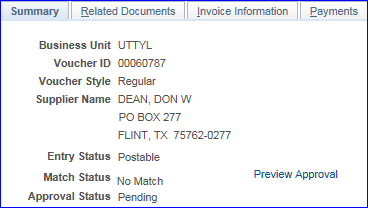 Summary Related Documents Invoice Information Payments
Business Unit UTTYL
Voucher ID 00060787
Voucher Style Regular
Supplier Name DEAN, DON W
PO BOX 277
FLINT, TX 75762-0277
Entry Status Postable
Match Status No Match Preview Approval
Approval Status Pending